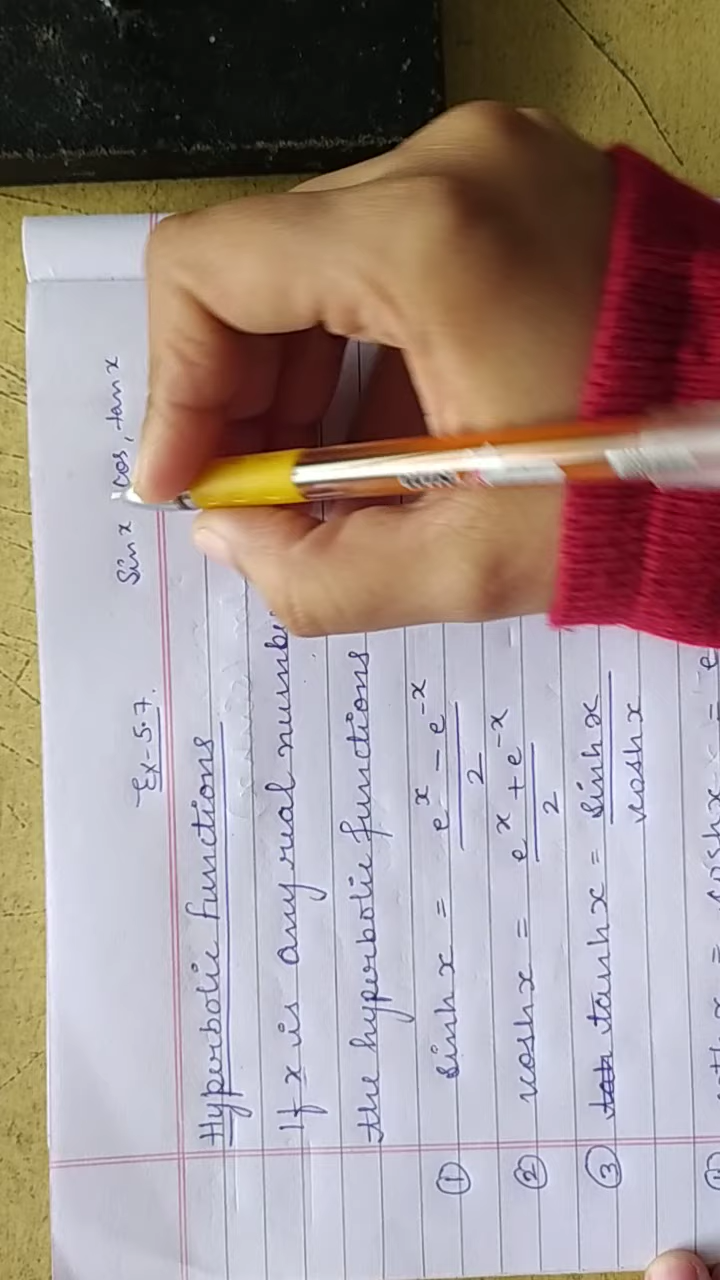 sin x cos, tan x
Ex-5.7.
Hyperbolic functions
If x is any real
the hyperbolic functions
① sinh x = e^x - e^-x / 2
② cosh x = e^x + e^-x / 2
③ tanh x = sinh x / cosh x